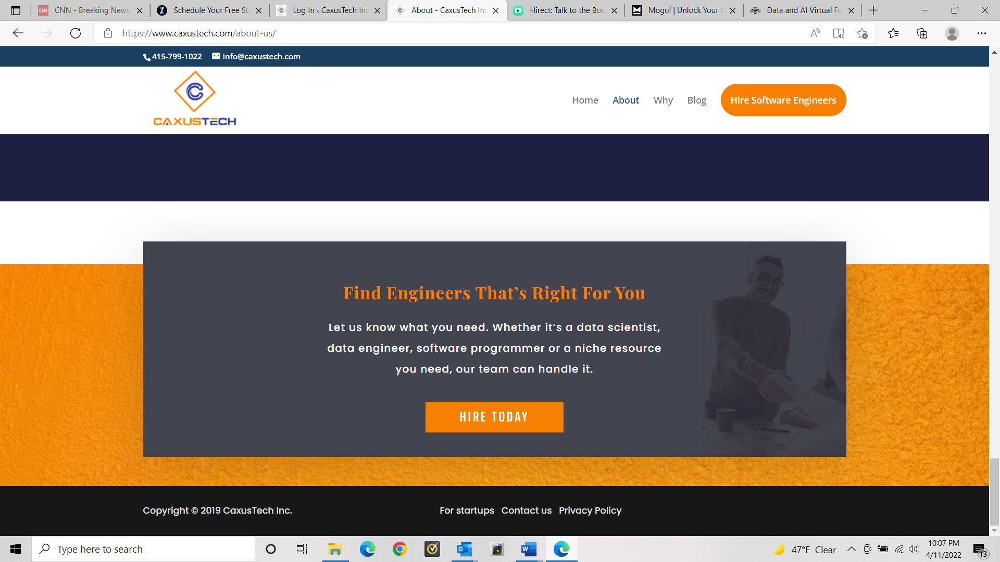 CNN - Breaking News
Schedule Your Free St
Log In ‹ CaxusTech Inc
About - CaxusTech Inc
Hirect: Talk to the Bos
Mogul | Unlock Your
Data and AI Virtual Fo
https://www.caxustech.com/about-us/
415-799-1022 info@caxustech.com
C
CAXUSTECH
Home About Why Blog Hire Software Engineers
Find Engineers That’s Right For You
Let us know what you need. Whether it’s a data scientist,
data engineer, software programmer or a niche resource
you need, our team can handle it.
HIRE TODAY
Copyright © 2019 CaxusTech Inc.
For startups Contact us Privacy Policy
Type here to search
47°F Clear
10:07 PM
4/11/2022
13